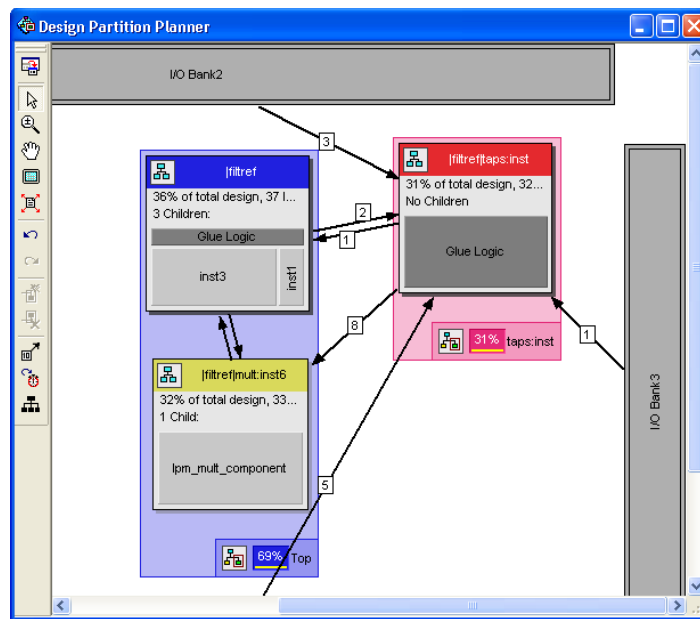 Design Partition Planner
I/O Bank2
3
|filtref
36% of total design, 37 l...
3 Children:
Glue Logic
inst3
inst1
2
1
|filtref|taps:inst
31% of total design, 32...
No Children
Glue Logic
31% taps:inst
8
1
I/O Bank3
|filtref|mult:inst6
32% of total design, 33...
1 Child:
lpm_mult_component
5
69% Top